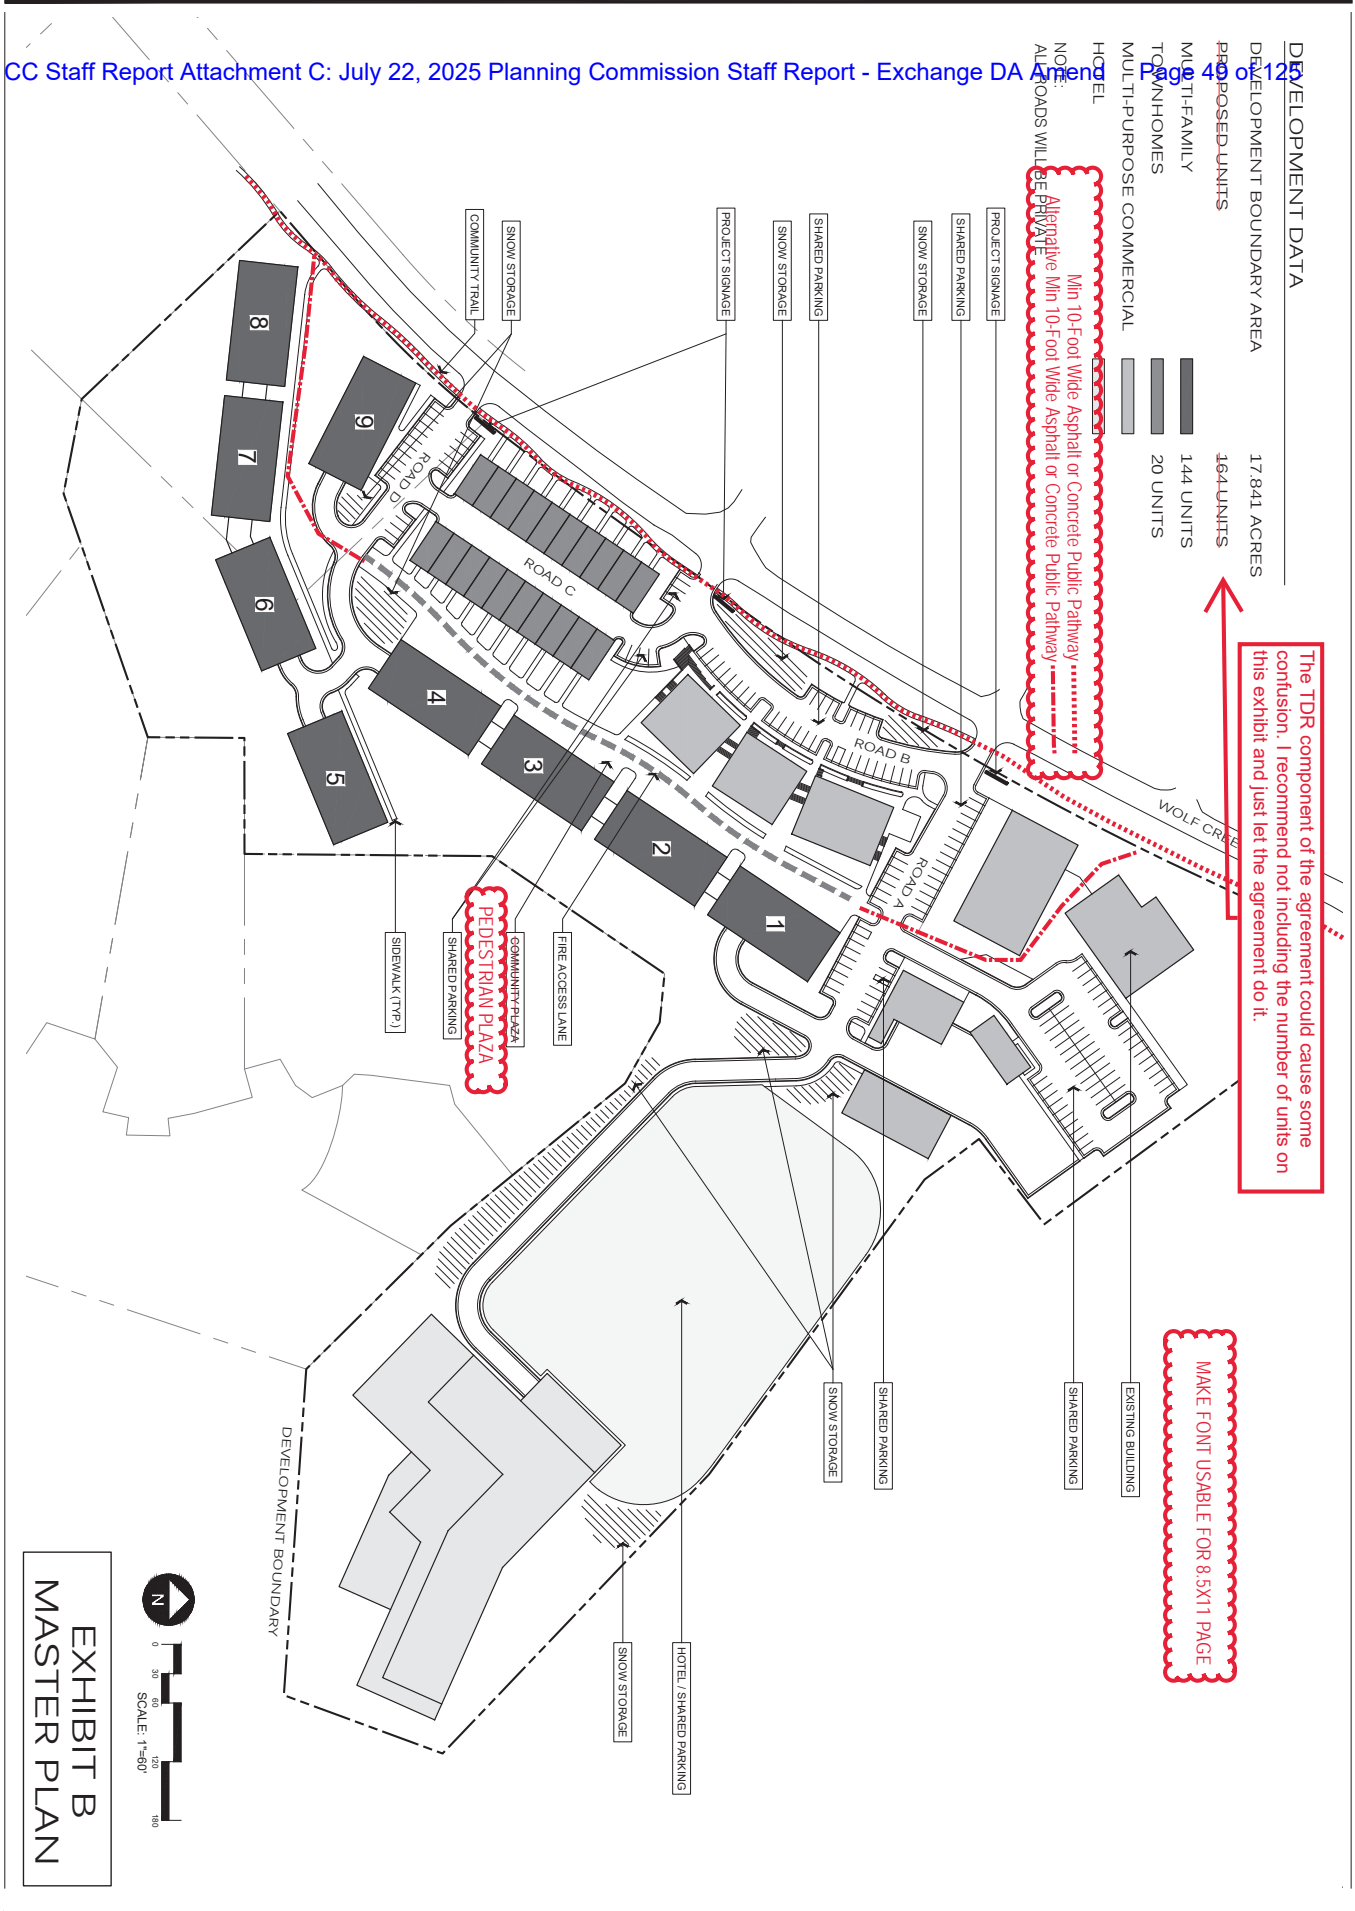 CC Staff Report Attachment C: July 22, 2025 Planning Commission Staff Report - Exchange DA Amend Page 49 of 125
DEVELOPMENT DATA
DEVELOPMENT BOUNDARY AREA 17.841 ACRES
PROPOSED UNITS 164 UNITS
MULTI-FAMILY 144 UNITS
TOWNHOMES 20 UNITS
MULTI-PURPOSE COMMERCIAL
HOTEL
NOTE:
ALL ROADS WILL BE PRIVATE
Min 10-Foot Wide Asphalt or Concrete Public Pathway
Alternative Min 10-Foot Wide Asphalt or Concrete Public Pathway
The TDR component of the agreement could cause some
confusion. I recommend not including the number of units on
this exhibit and just let the agreement do it.
MAKE FONT USABLE FOR 8.5X11 PAGE
PROJECT SIGNAGE
SHARED PARKING
SNOW STORAGE
SHARED PARKING
SNOW STORAGE
PROJECT SIGNAGE
SNOW STORAGE
COMMUNITY TRAIL
WOLF CREE
ROAD A
ROAD B
ROAD C
ROAD D
1
2
3
4
5
6
7
8
9
FIRE ACCESS LANE
COMMUNITY PLAZA
PEDESTRIAN PLAZA
SHARED PARKING
SIDEWALK (TYP.)
EXISTING BUILDING
SHARED PARKING
SHARED PARKING
SNOW STORAGE
HOTEL / SHARED PARKING
SNOW STORAGE
DEVELOPMENT BOUNDARY
N
0 30 60 120 180
SCALE: 1"=60'
EXHIBIT B
MASTER PLAN